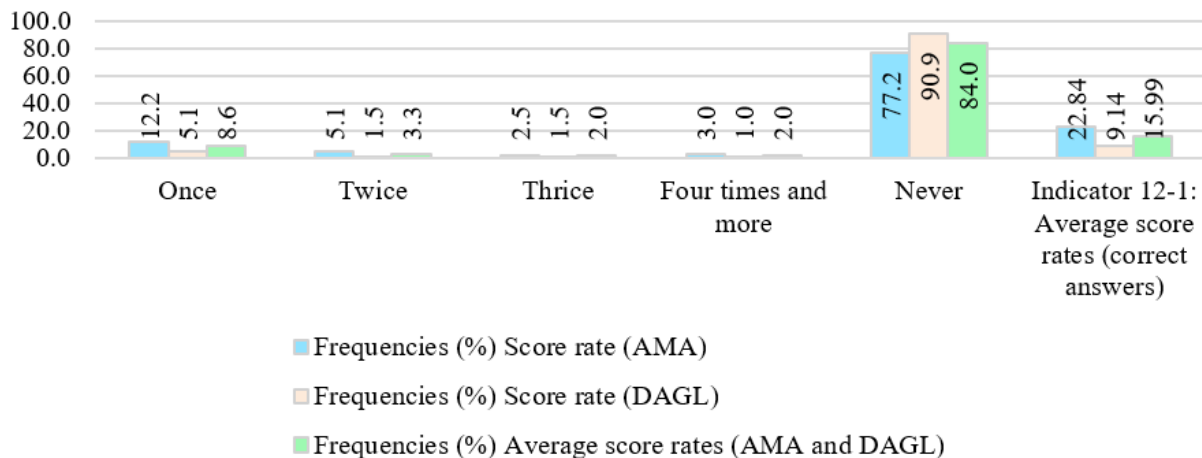 100.0
80.0
60.0
40.0
20.0
0.0
12.2 5.1 8.6
5.1 1.5 3.3
2.5 1.5 2.0
3.0 1.0 2.0
77.2 90.9 84.0
22.84 9.14 15.99
Once
Twice
Thrice
Four times and
more
Never
Indicator 12-1:
Average score
rates (correct
answers)
Frequencies (%) Score rate (AMA)
Frequencies (%) Score rate (DAGL)
Frequencies (%) Average score rates (AMA and DAGL)